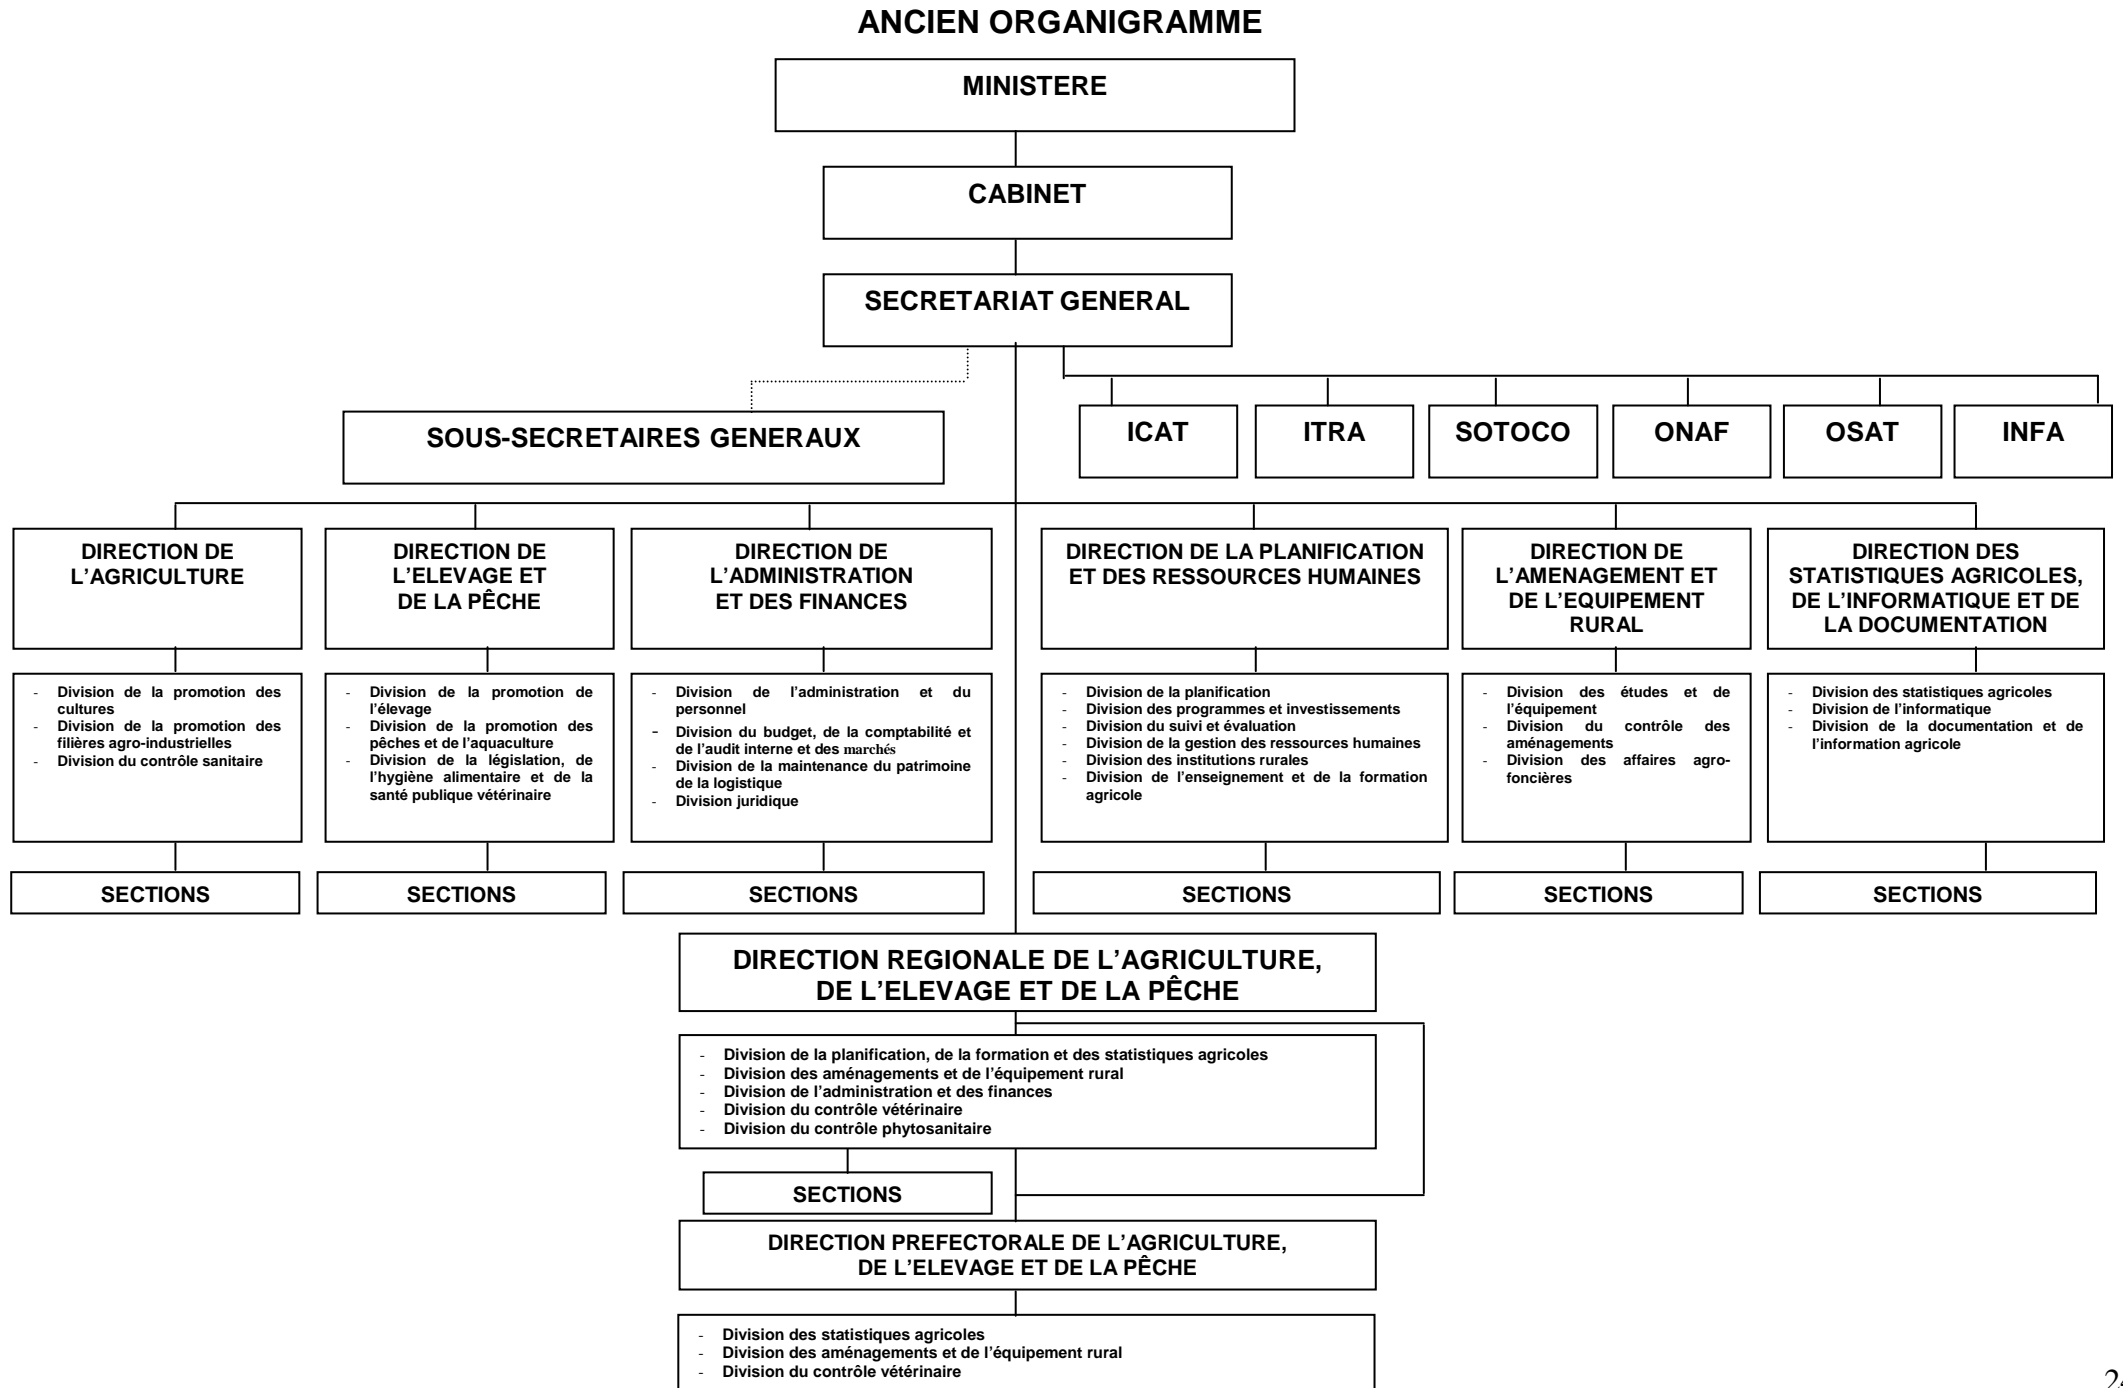 ANCIEN ORGANIGRAMME
MINISTERE
CABINET
SECRETARIAT GENERAL
SOUS-SECRETAIRES GENERAUX
ICAT
ITRA
SOTOCO
ONAF
OSAT
INFA
DIRECTION DE
L’AGRICULTURE
DIRECTION DE
L’ELEVAGE ET
DE LA PÊCHE
DIRECTION DE
L’ADMINISTRATION
ET DES FINANCES
DIRECTION DE LA PLANIFICATION
ET DES RESSOURCES HUMAINES
DIRECTION DE
L’AMENAGEMENT ET
DE L’EQUIPEMENT
RURAL
DIRECTION DES
STATISTIQUES AGRICOLES,
DE L’INFORMATIQUE ET DE
LA DOCUMENTATION
- Division de la promotion des
cultures
- Division de la promotion des
filières agro-industrielles
- Division du contrôle sanitaire
- Division de la promotion de
l’élevage
- Division de la promotion des
pêches et de l’aquaculture
- Division de la législation, de
l’hygiène alimentaire et de la
santé publique vétérinaire
- Division de l’administration et du
personnel
- Division du budget, de la comptabilité et
de l’audit interne et des marchés
- Division de la maintenance du patrimoine
de la logistique
- Division juridique
- Division de la planification
- Division des programmes et investissements
- Division du suivi et évaluation
- Division de la gestion des ressources humaines
- Division des institutions rurales
- Division de l’enseignement et de la formation
agricole
- Division des études et de
l’équipement
- Division du contrôle des
aménagements
- Division des affaires agro-
foncières
- Division des statistiques agricoles
- Division de l’informatique
- Division de la documentation et de
l’information agricole
SECTIONS
SECTIONS
SECTIONS
SECTIONS
SECTIONS
SECTIONS
DIRECTION REGIONALE DE L’AGRICULTURE,
DE L’ELEVAGE ET DE LA PÊCHE
- Division de la planification, de la formation et des statistiques agricoles
- Division des aménagements et de l’équipement rural
- Division de l’administration et des finances
- Division du contrôle vétérinaire
- Division du contrôle phytosanitaire
SECTIONS
DIRECTION PREFECTORALE DE L’AGRICULTURE,
DE L’ELEVAGE ET DE LA PÊCHE
- Division des statistiques agricoles
- Division des aménagements et de l’équipement rural
- Division du contrôle vétérinaire